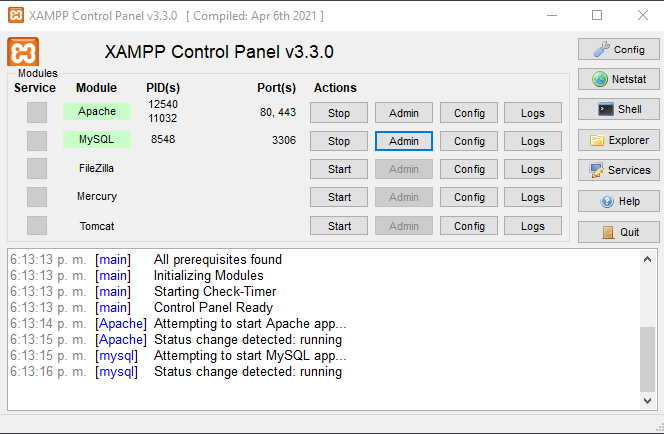 XAMPP Control Panel v3.3.0 [ Compiled: Apr 6th 2021 ]
XAMPP Control Panel v3.3.0
Config
Modules
Service Module PID(s) Port(s) Actions
Netstat
Apache 12540 11032 80, 443 Stop Admin Config Logs
Shell
MySQL 8548 3306 Stop Admin Config Logs
Explorer
FileZilla Start Admin Config Logs
Services
Mercury Start Admin Config Logs
Help
Tomcat Start Admin Config Logs
Quit
6:13:13 p. m. [main] All prerequisites found
6:13:13 p. m. [main] Initializing Modules
6:13:13 p. m. [main] Starting Check-Timer
6:13:13 p. m. [main] Control Panel Ready
6:13:14 p. m. [Apache] Attempting to start Apache app...
6:13:15 p. m. [Apache] Status change detected: running
6:13:15 p. m. [mysql] Attempting to start MySQL app...
6:13:16 p. m. [mysql] Status change detected: running